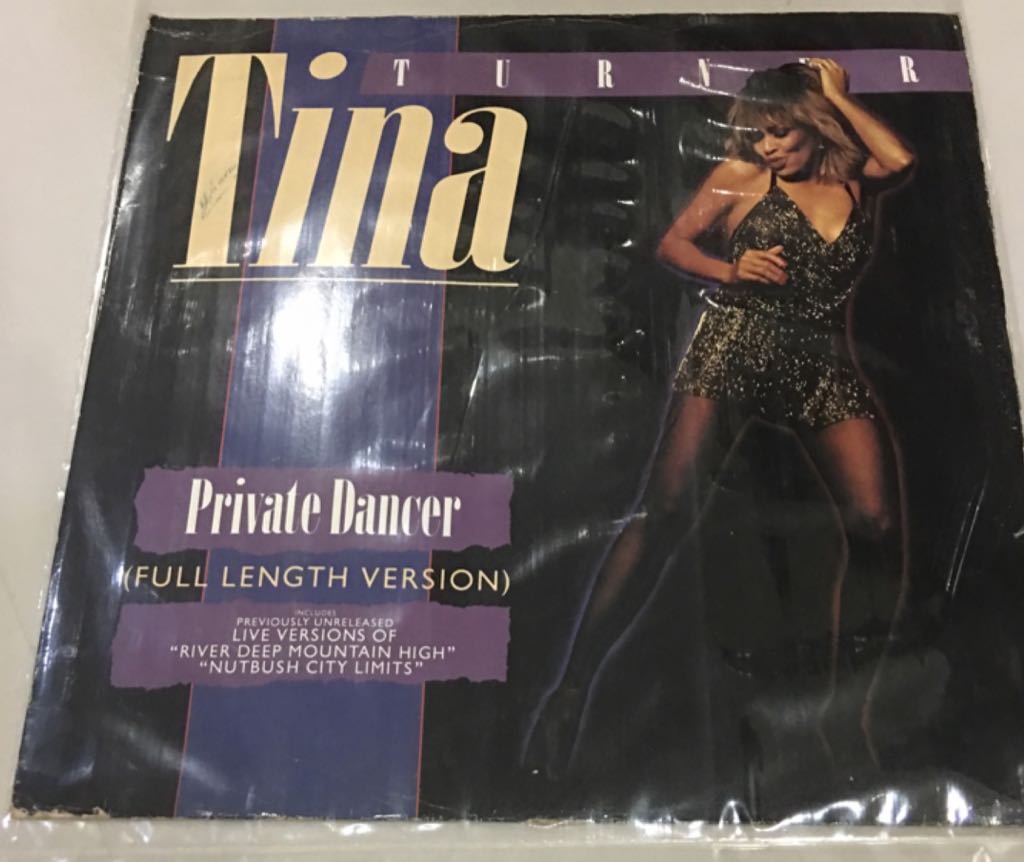 TURNER
Tina
Private Dancer
(FULL LENGTH VERSION)
INCLUDES
PREVIOUSLY UNRELEASED
LIVE VERSIONS OF
"RIVER DEEP MOUNTAIN HIGH"
"NUTBUSH CITY LIMITS"